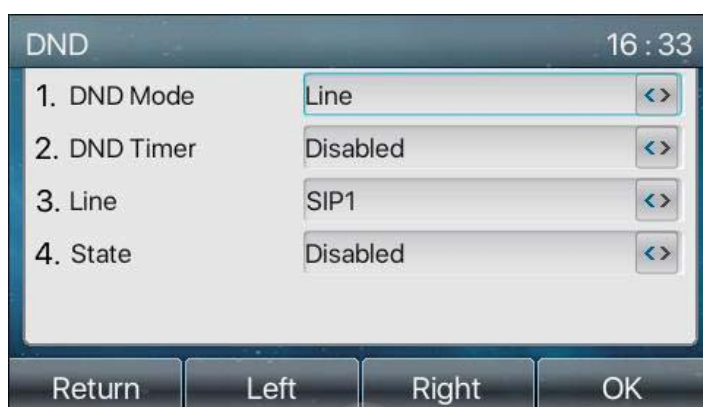 DND 16 : 33
1. DND Mode Line
2. DND Timer Disabled
3. Line SIP1
4. State Disabled
Return Left Right OK